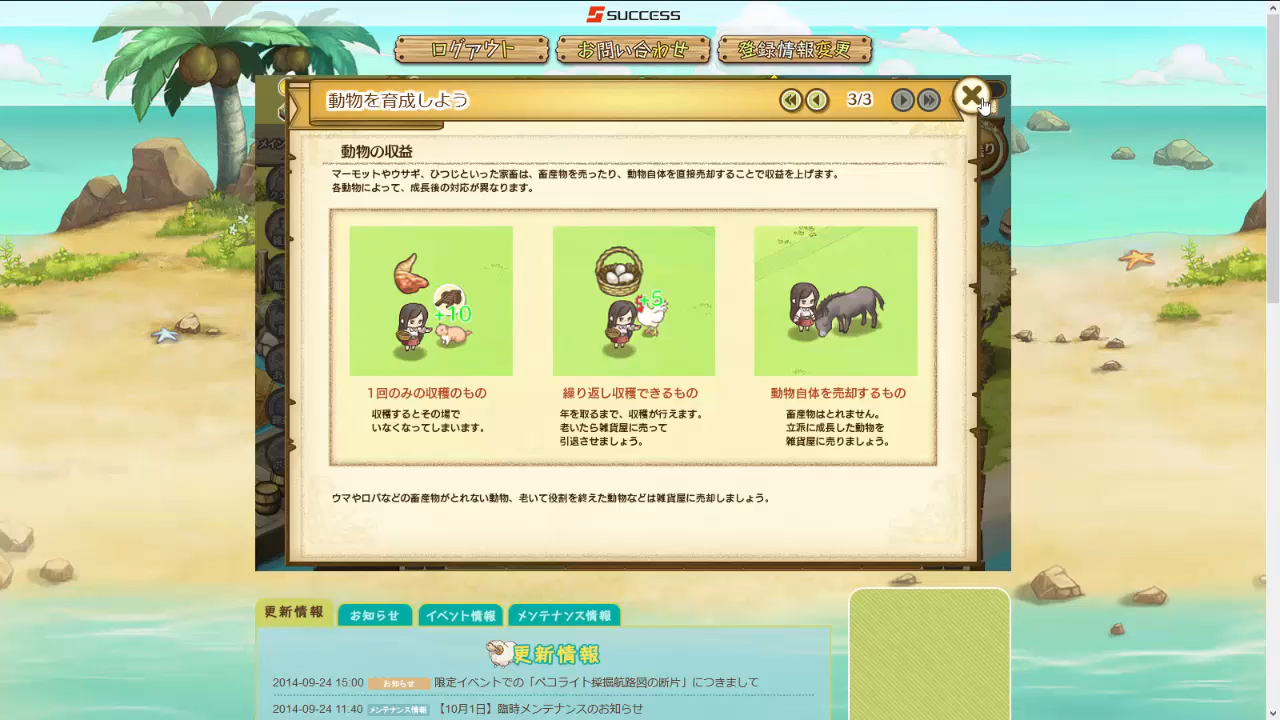 SUCCESS
ログアウト
お問い合わせ
登録情報変更
動物を育成しよう
3/3
動物の収益
マーモットやウサギ、ひつじといった家畜は、畜産物を売ったり、動物自体を直接売却することで収益を上げます。
各動物によって、成長後の対応が異なります。
+10
+5
1回のみの収穫のもの
収穫するとその場で
いなくなってしまいます。
繰り返し収穫できるもの
年を取るまで、収穫が行えます。
老いたら雑貨屋に売って
引退させましょう。
動物自体を売却するもの
畜産物はとれません。
立派に成長した動物を
雑貨屋に売りましょう。
ウマやロバなどの畜産物がとれない動物、老いて役割を終えた動物などは雑貨屋に売却しましょう。
更新情報
お知らせ
イベント情報
メンテナンス情報
更新情報
2014-09-24 15:00 お知らせ 限定イベントでの「ペコライト採掘航路図の断片」につきまして
2014-09-24 11:40 メンテナンス情報 【10月1日】臨時メンテナンスのお知らせ